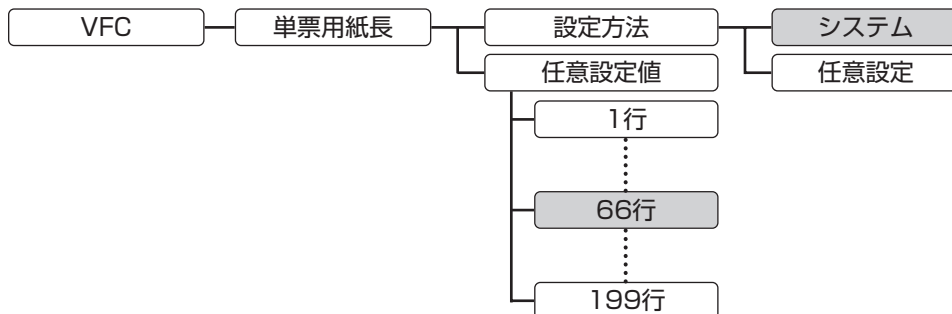 VFC
単票用紙長
設定方法
システム
任意設定値
任意設定
1行
66行
199行